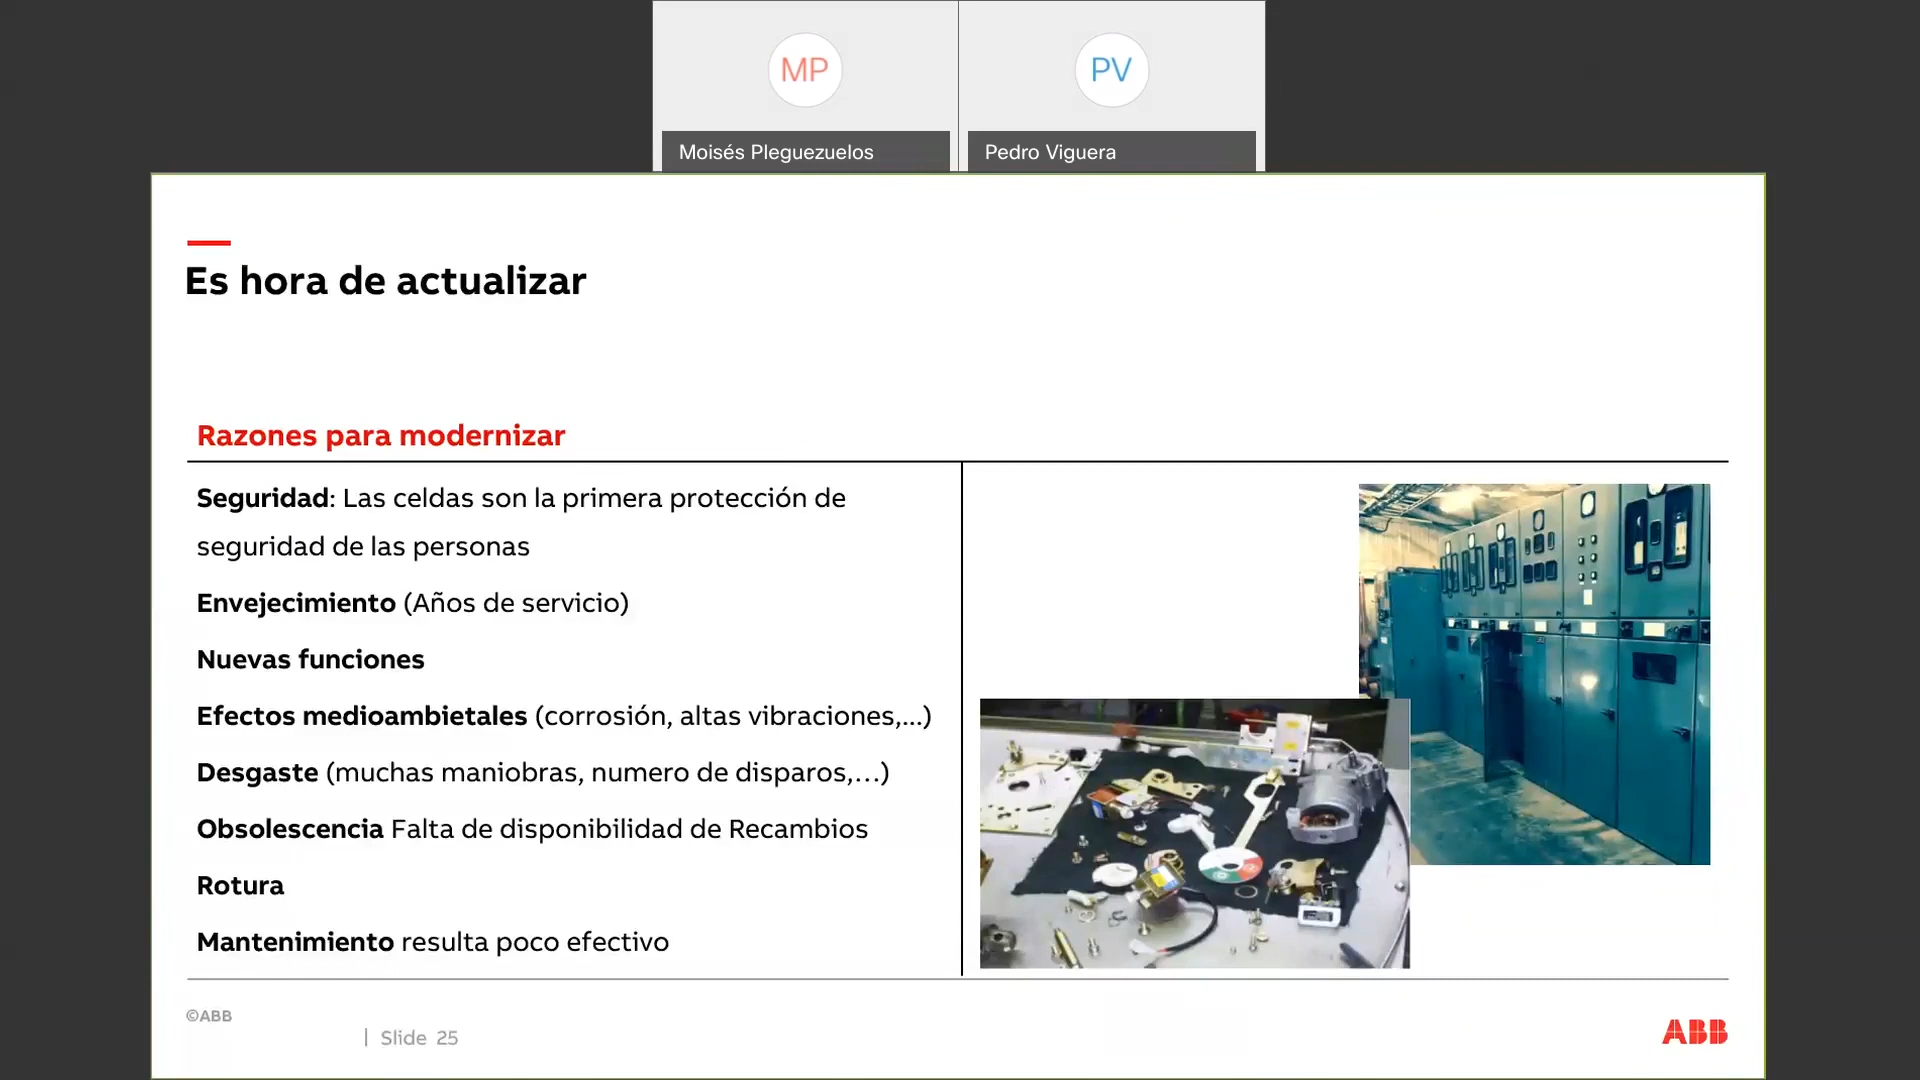 MP
PV
Moisés Pleguezuelos
Pedro Viguera
Es hora de actualizar
Razones para modernizar
Seguridad: Las celdas son la primera protección de
seguridad de las personas
Envejecimiento (Años de servicio)
Nuevas funciones
Efectos medioambietales (corrosión, altas vibraciones,...)
Desgaste (muchas maniobras, numero de disparos,...)
Obsolescencia Falta de disponibilidad de Recambios
Rotura
Mantenimiento resulta poco efectivo
©ABB
| Slide 25
ABB